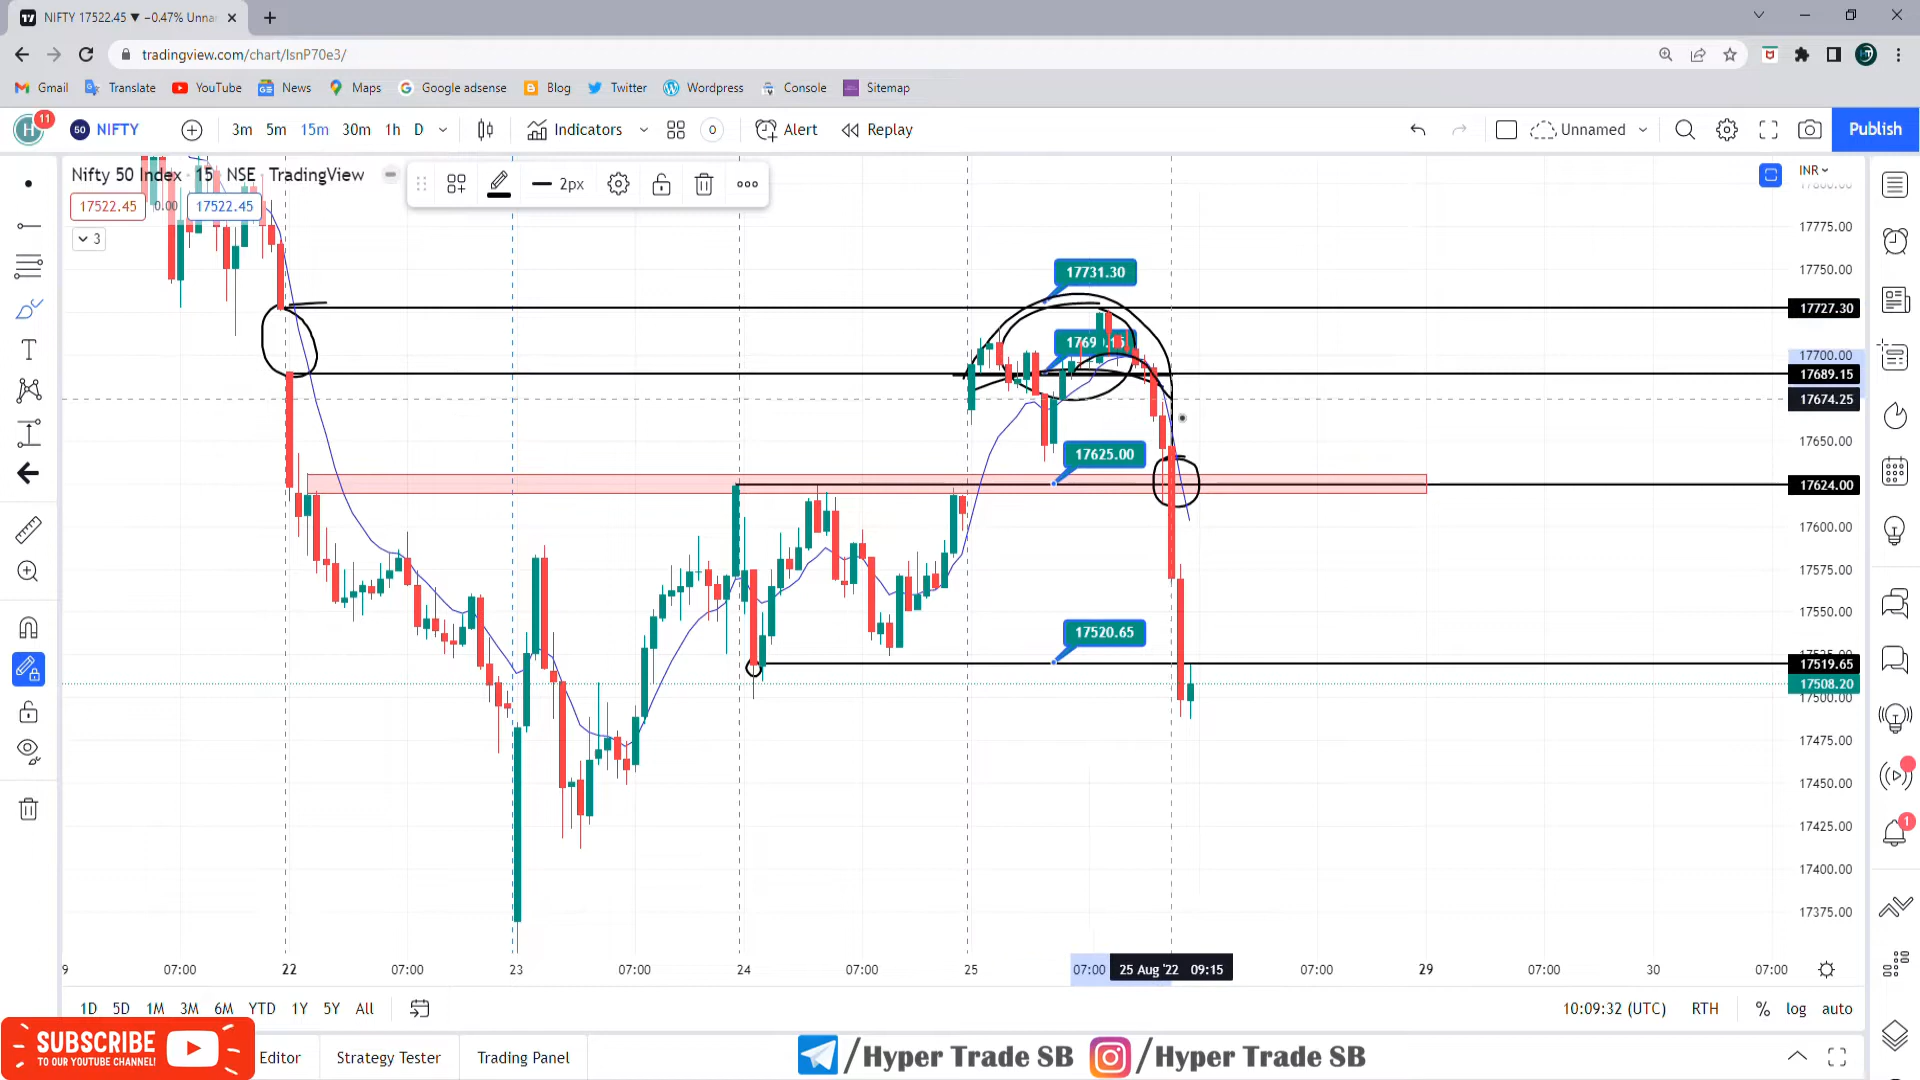 NIFTY 17522.45 ▼ −0.47% Unna
tradingview.com/chart/IsnP70e3/
Gmail Translate YouTube News Maps Google adsense Blog Twitter Wordpress Console Sitemap
H 11 50 NIFTY 3m 5m 15m 30m 1h D Indicators 0 Alert Replay Unnamed Publish
Nifty 50 Index · 15 · NSE · TradingView
2px
INR
17522.45 0.00 17522.45
3
17775.00
17750.00
17731.30
17727.30
17700.00
17689.15
17674.25
17650.00
17625.00
17624.00
17600.00
17575.00
17550.00
17520.65
17519.65
17508.20
17500.00
17475.00
17450.00
17425.00
17400.00
17375.00
9 07:00 22 07:00 23 07:00 24 07:00 25 07:00 25 Aug '22 09:15 07:00 29 07:00 30 07:00
1D 5D 1M 3M 6M YTD 1Y 5Y All 10:09:32 (UTC) RTH % log auto
SUBSCRIBE
TO OUR YOUTUBE CHANNEL!
Editor Strategy Tester Trading Panel
/Hyper Trade SB /Hyper Trade SB
1